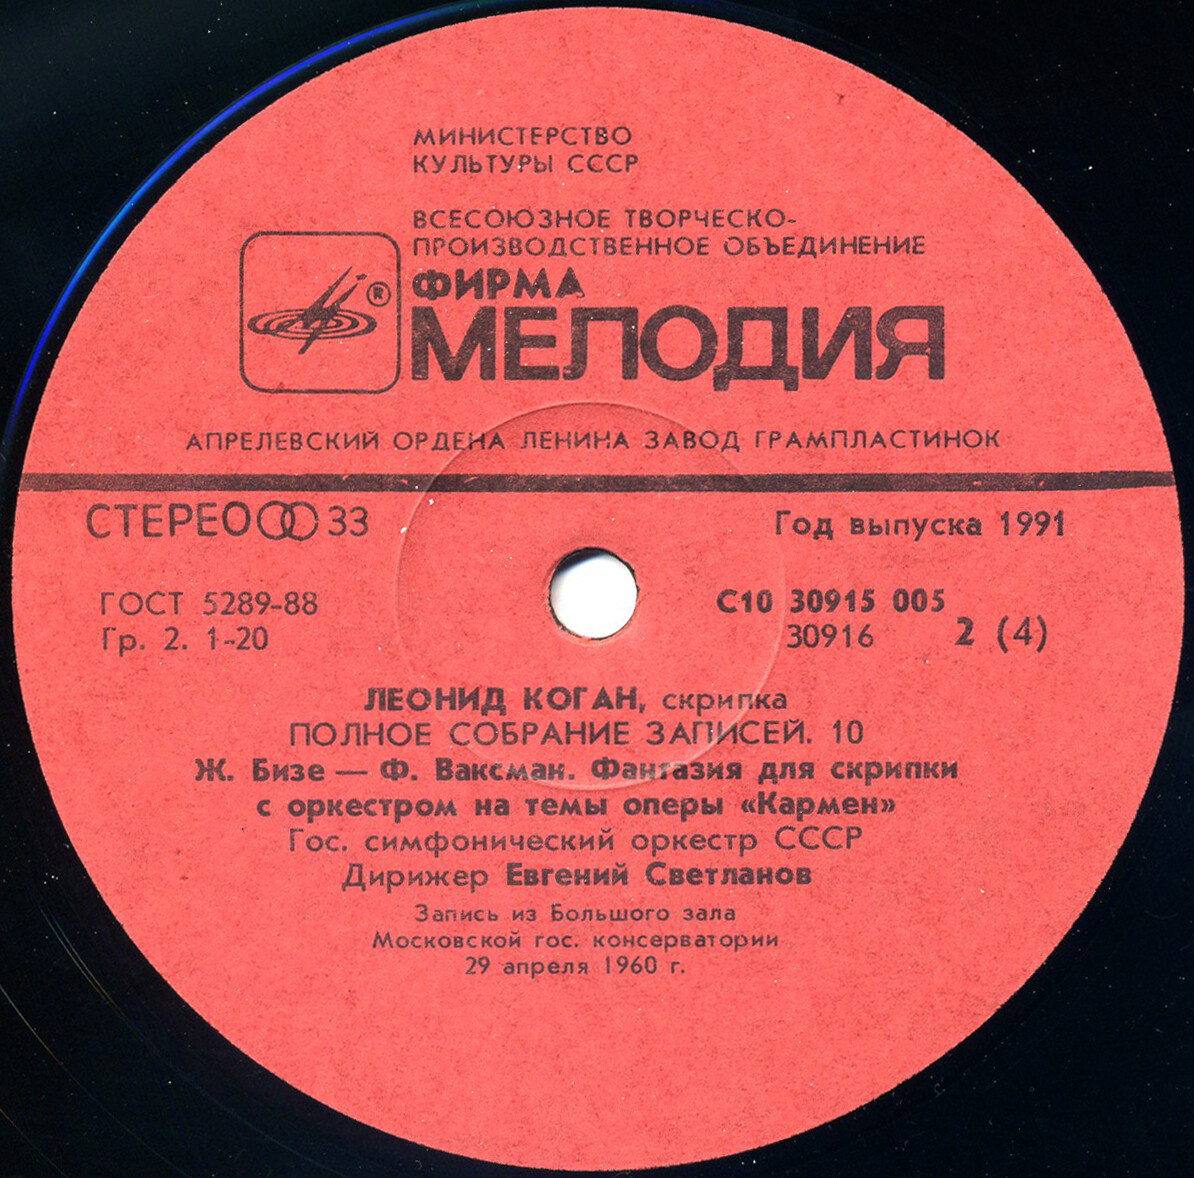 МИНИСТЕРСТВО
КУЛЬТУРЫ СССР
ВСЕСОЮЗНОЕ ТВОРЧЕСКО-
ПРОИЗВОДСТВЕННОЕ ОБЪЕДИНЕНИЕ
ФИРМА
®
МЕЛОДИЯ
АПРЕЛЕВСКИЙ ОРДЕНА ЛЕНИНА ЗАВОД ГРАМПЛАСТИНОК
СТЕРЕО 33
Год выпуска 1991
ГОСТ 5289-88
Гр. 2. 1-20
С10 30915 005
30916 2 (4)
ЛЕОНИД КОГАН, скрипка
ПОЛНОЕ СОБРАНИЕ ЗАПИСЕЙ. 10
Ж. Бизе — Ф. Ваксман. Фантазия для скрипки
с оркестром на темы оперы «Кармен»
Гос. симфонический оркестр СССР
Дирижер Евгений Светланов
Запись из Большого зала
Московской гос. консерватории
29 апреля 1960 г.